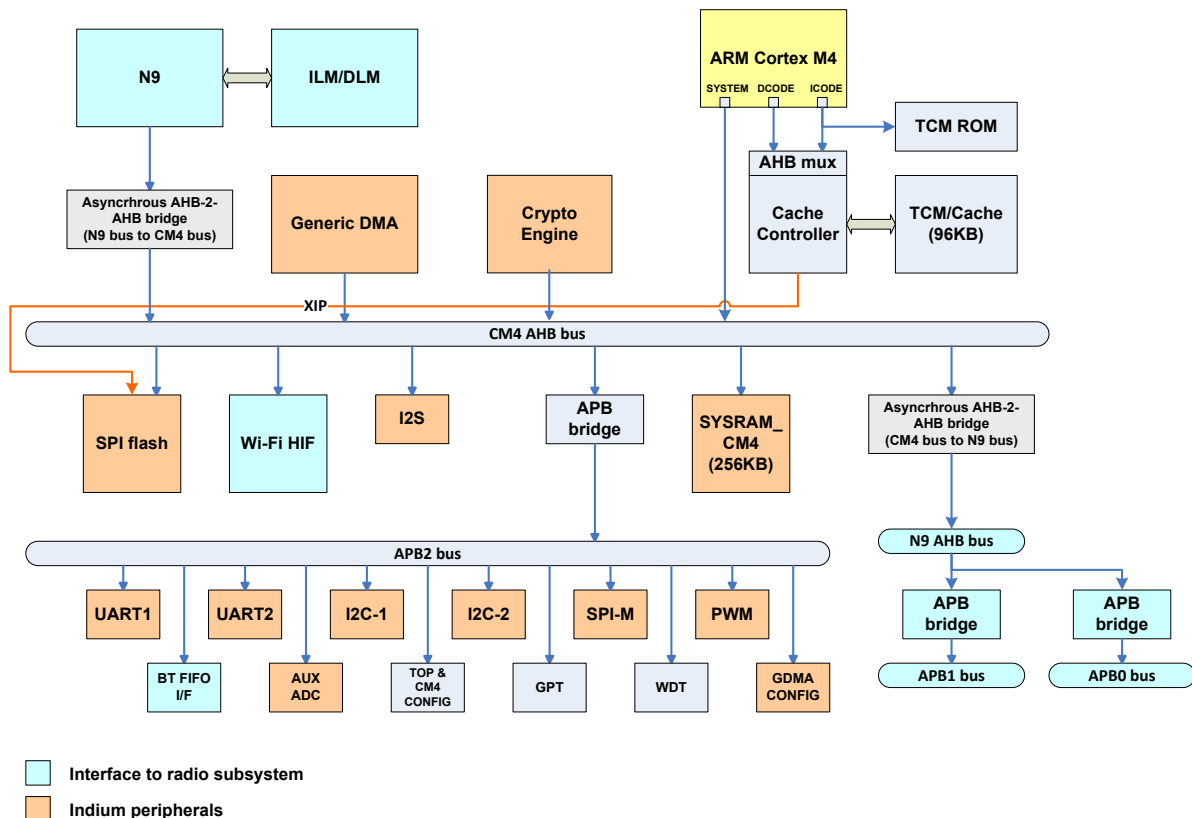 N9
ILM/DLM
ARM Cortex M4
SYSTEM DCODE ICODE
TCM ROM
AHB mux
Asyncrhrous AHB-2-
AHB bridge
(N9 bus to CM4 bus)
Generic DMA
Crypto
Engine
Cache
Controller
TCM/Cache
(96KB)
XIP
CM4 AHB bus
SPI flash
Wi-Fi HIF
I2S
APB
bridge
SYSRAM_
CM4
(256KB)
Asyncrhrous AHB-2-
AHB bridge
(CM4 bus to N9 bus)
N9 AHB bus
APB2 bus
UART1
UART2
I2C-1
I2C-2
SPI-M
PWM
APB
bridge
APB
bridge
BT FIFO
I/F
AUX
ADC
TOP &
CM4
CONFIG
GPT
WDT
GDMA
CONFIG
APB1 bus
APB0 bus
Interface to radio subsystem
Indium peripherals